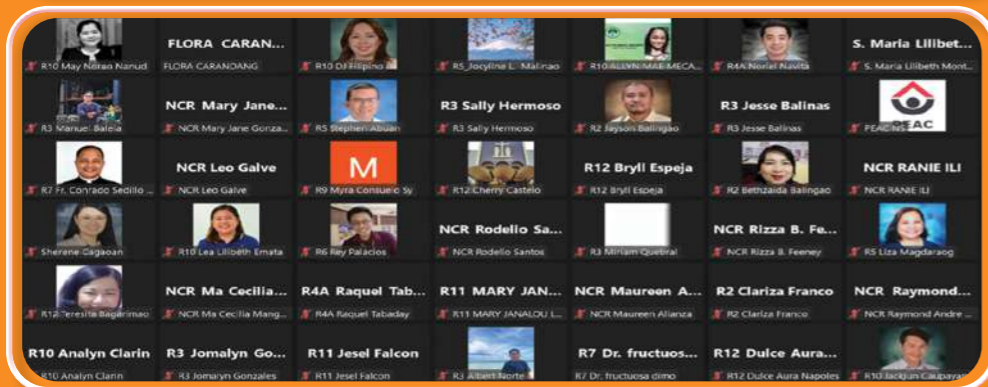 FLORA CARAN...
S. Maria Lilibet...
R10 May Noren Nanud
FLORA CARANDANG
R10 DJ Filipino
R5_Jocyline L. Malinao
R10 ALLYN MAE MECA...
R4A Noriel Navita
S. Maria Lilibeth Mont...
NCR Mary Jane...
R3 Sally Hermoso
R3 Jesse Balinas
PEAC
R3 Manuel Balela
NCR Mary Jane Gonza...
R5 Stephen Abuan
R3 Sally Hermoso
R2 Jayson Balingao
R3 Jesse Balinas
PEAC NS
NCR Leo Galve
M
R12 Bryll Espeja
NCR RANIE ILI
R7 Fr. Conrado Sedillo ...
NCR Leo Galve
R9 Myra Consuelo Sy
R12 Cherry Castelo
R12 Bryll Espeja
R2 Bethzaida Balingao
NCR RANIE ILI
NCR Rodelio Sa...
NCR Rizza B. Fe...
Sherene Cagaoan
R10 Lea Lilibeth Emata
R6 Rey Palacios
NCR Rodelio Santos
R3 Miriam Quebral
NCR Rizza B. Feeney
R5 Liza Magdaraog
NCR Ma Cecilia...
R4A Raquel Tab...
R11 MARY JAN...
NCR Maureen A...
R2 Clariza Franco
NCR Raymond...
R12 Teresita Bagarimao
NCR Ma Cecilia Mang...
R4A Raquel Tabaday
R11 MARY JANALOU L...
NCR Maureen Alianza
R2 Clariza Franco
NCR Raymond Andre ...
R10 Analyn Clarin
R3 Jomalyn Go...
R11 Jesel Falcon
R7 Dr. fructuos...
R12 Dulce Aura...
R10 Analyn Clarin
R3 Jomalyn Gonzales
R11 Jesel Falcon
R3 Albert Norte
R7 Dr. fructuosa dimo
R12 Dulce Aura Napoles
R10 Jackjun Caupayan